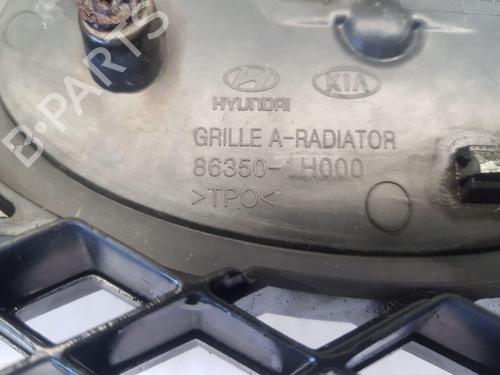 HYUNDAI KIA
GRILLE A-RADIATOR
86350-1H000
>TPO<
B-PARTS